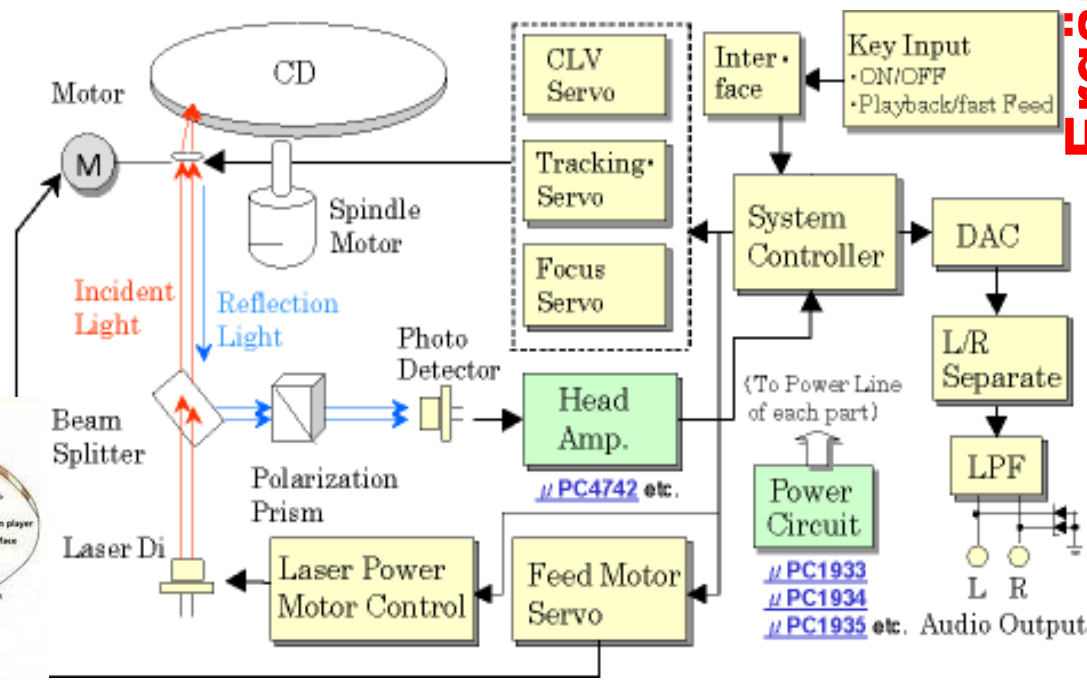 CD
Motor
M
Spindle
Motor
Incident
Light
Reflection
Light
CLV
Servo
Tracking・
Servo
Focus
Servo
Inter・
face
Key Input
・ON/OFF
・Playback/fast Feed
System
Controller
DAC
L/R
Separate
LPF
L R
Audio Output
Photo
Detector
Head
Amp.
μPC4742 etc.
(To Power Line
of each part)
Power
Circuit
μPC1933
μPC1934
μPC1935 etc.
Beam
Splitter
Polarization
Prism
Laser Di
Laser Power
Motor Control
Feed Motor
Servo
player